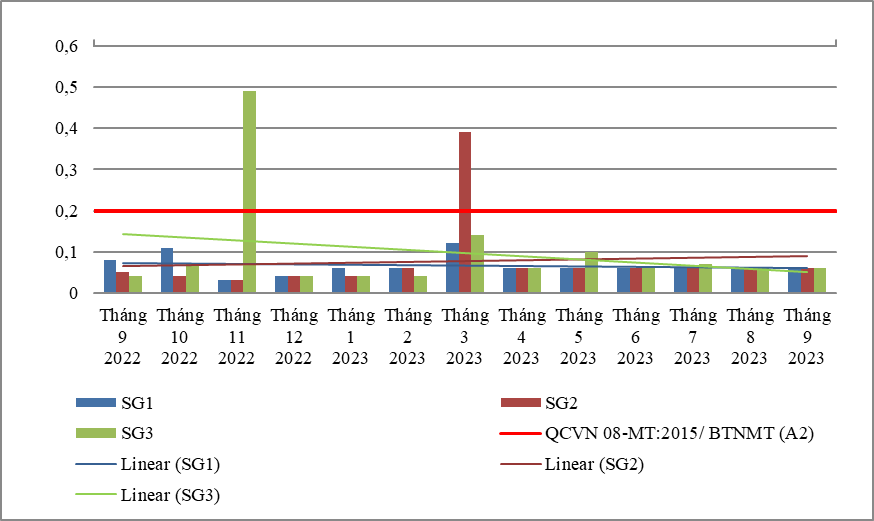 0,6
0,5
0,4
0,3
0,2
0,1
0
Tháng 9 2022
Tháng 10 2022
Tháng 11 2022
Tháng 12 2022
Tháng 1 2023
Tháng 2 2023
Tháng 3 2023
Tháng 4 2023
Tháng 5 2023
Tháng 6 2023
Tháng 7 2023
Tháng 8 2023
Tháng 9 2023
SG1
SG2
SG3
QCVN 08-MT:2015/ BTNMT (A2)
Linear (SG1)
Linear (SG2)
Linear (SG3)